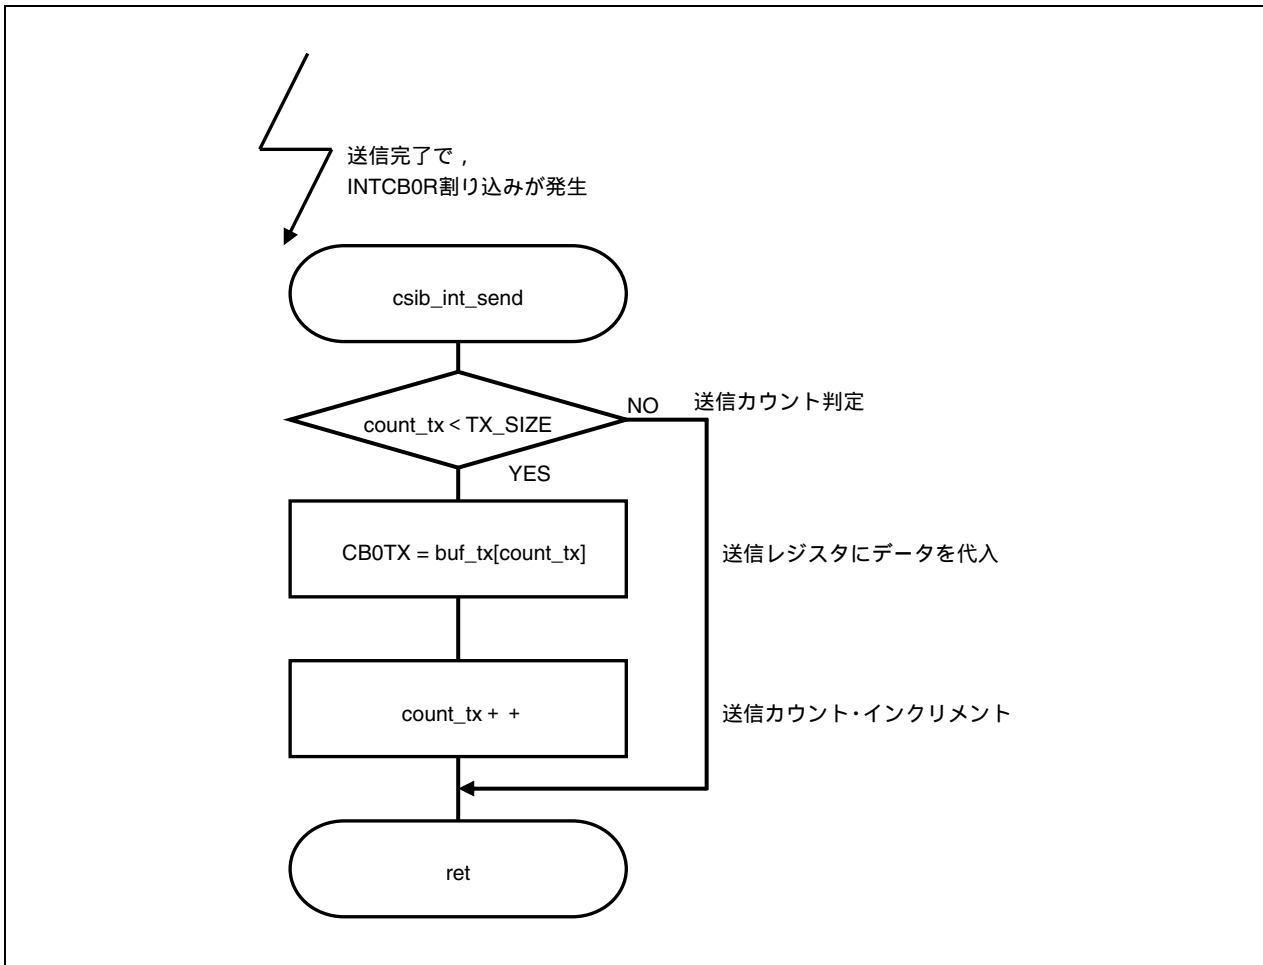 送信完了で，
INTCB0R割り込みが発生
csib_int_send
count_tx < TX_SIZE
NO
送信カウント判定
YES
CB0TX = buf_tx[count_tx]
送信レジスタにデータを代入
count_tx + +
送信カウント・インクリメント
ret